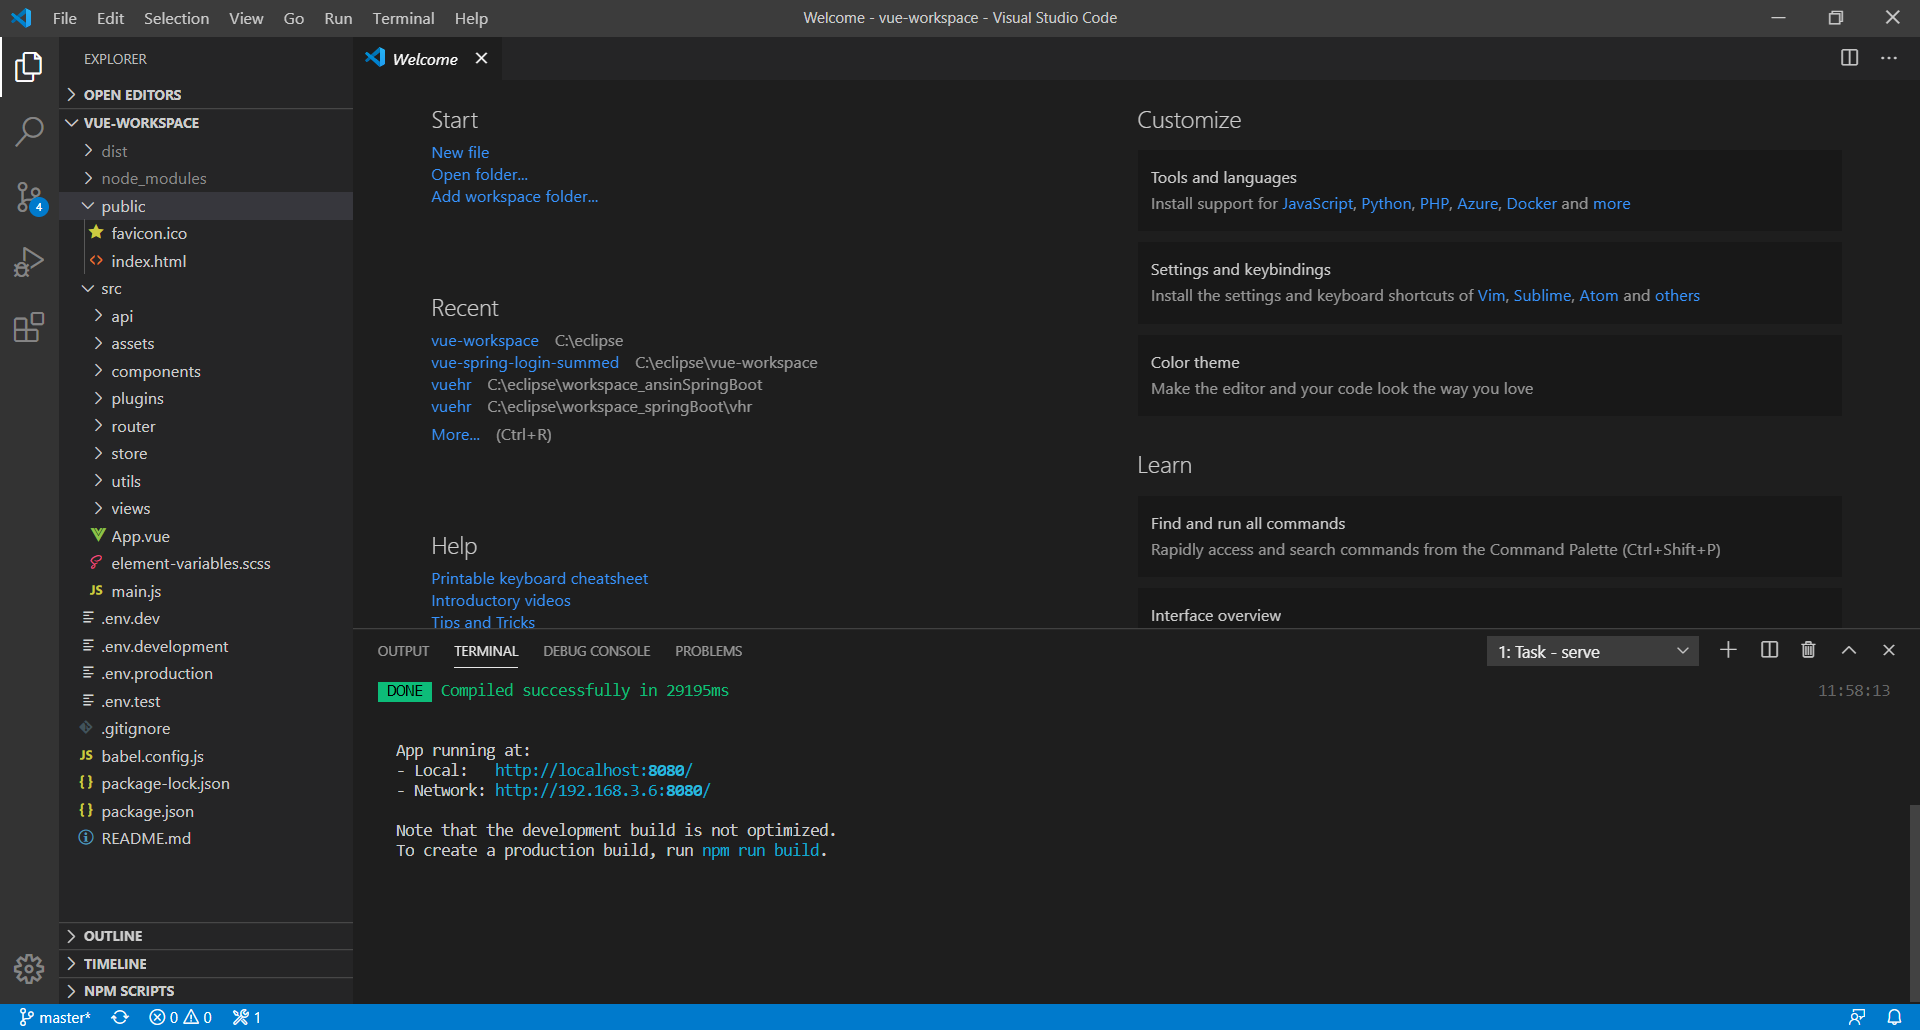 File Edit Selection View Go Run Terminal Help
Welcome - vue-workspace - Visual Studio Code
EXPLORER
OPEN EDITORS
VUE-WORKSPACE
dist
node_modules
public
favicon.ico
index.html
src
api
assets
components
plugins
router
store
utils
views
App.vue
element-variables.scss
JS main.js
.env.dev
.env.development
.env.production
.env.test
.gitignore
JS babel.config.js
{} package-lock.json
{} package.json
README.md
OUTLINE
TIMELINE
NPM SCRIPTS
4
Welcome
Start
New file
Open folder...
Add workspace folder...
Recent
vue-workspace C:\eclipse
vue-spring-login-summed C:\eclipse\vue-workspace
vuehr C:\eclipse\workspace_ansinSpringBoot
vuehr C:\eclipse\workspace_springBoot\vhr
More... (Ctrl+R)
Help
Printable keyboard cheatsheet
Introductory videos
Tips and Tricks
Customize
Tools and languages
Install support for JavaScript, Python, PHP, Azure, Docker and more
Settings and keybindings
Install the settings and keyboard shortcuts of Vim, Sublime, Atom and others
Color theme
Make the editor and your code look the way you love
Learn
Find and run all commands
Rapidly access and search commands from the Command Palette (Ctrl+Shift+P)
Interface overview
OUTPUT TERMINAL DEBUG CONSOLE PROBLEMS
1: Task - serve
DONE Compiled successfully in 29195ms 11:58:13
App running at:
- Local: http://localhost:8080/
- Network: http://192.168.3.6:8080/
Note that the development build is not optimized.
To create a production build, run npm run build.
master* 0 0 1